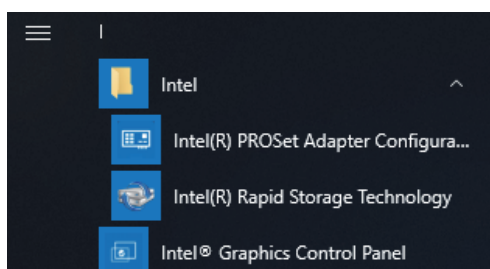 I
Intel
Intel(R) PROSet Adapter Configura...
Intel(R) Rapid Storage Technology
Intel® Graphics Control Panel